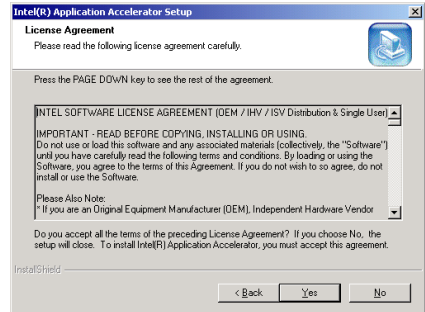 Intel(R) Application Accelerator Setup
License Agreement
Please read the following license agreement carefully.
Press the PAGE DOWN key to see the rest of the agreement.
INTEL SOFTWARE LICENSE AGREEMENT (OEM / IHV / ISV Distribution & Single User)
IMPORTANT - READ BEFORE COPYING, INSTALLING OR USING.
Do not use or load this software and any associated materials (collectively, the "Software")
until you have carefully read the following terms and conditions. By loading or using the
Software, you agree to the terms of this Agreement. If you do not wish to so agree, do not
install or use the Software.
Please Also Note:
* If you are an Original Equipment Manufacturer (OEM), Independent Hardware Vendor
Do you accept all the terms of the preceding License Agreement? If you choose No, the
setup will close. To install Intel(R) Application Accelerator, you must accept this agreement.
InstallShield
< Back Yes No